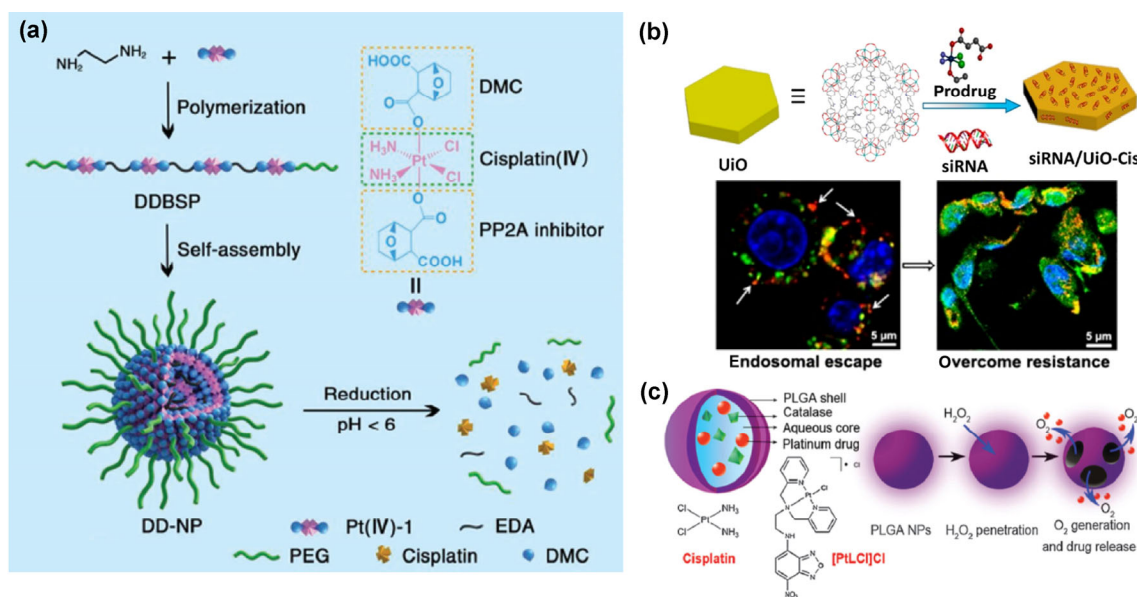 (a)
NH₂
NH₂
+
Polymerization
DDBSP
Self-assembly
DD-NP
HOOC
O
O
O
DMC
H₃N
Cl
Pt
NH₃
Cl
Cisplatin(IV)
O
O
O
COOH
PP2A inhibitor
=
Reduction
pH < 6
Pt(IV)-1
EDA
PEG
Cisplatin
DMC
(b)
UiO
≡
Prodrug
siRNA
siRNA/UiO-Cis
5 µm
5 µm
Endosomal escape
Overcome resistance
(c)
PLGA shell
Catalase
Aqueous core
Platinum drug
Cl
NH₃
Pt
Cl
NH₃
Cisplatin
] • Cl
Cl
N
Pt
N
N
NH
N
O
N
NO₂
[PtLCl]Cl
PLGA NPs
H₂O₂
H₂O₂ penetration
O₂
O₂
O₂
O₂ generation
and drug release